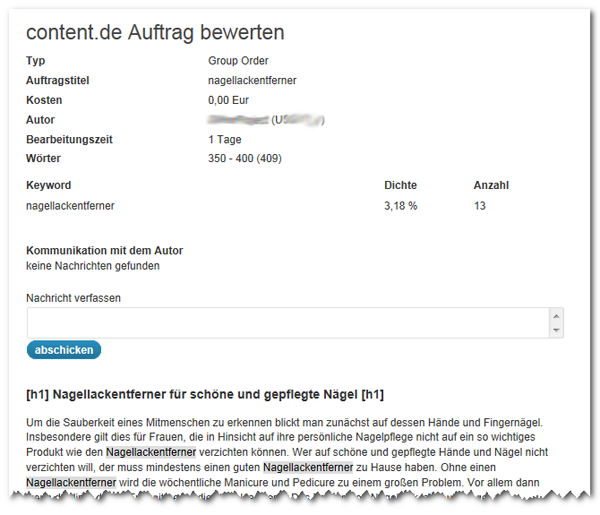 content.de Auftrag bewerten
Typ Group Order
Auftragstitel nagellackentferner
Kosten 0,00 Eur
Autor
Bearbeitungszeit 1 Tage
Wörter 350 - 400 (409)
Keyword Dichte Anzahl
nagellackentferner 3,18 % 13
Kommunikation mit dem Autor
keine Nachrichten gefunden
Nachricht verfassen
abschicken
[h1] Nagellackentferner für schöne und gepflegte Nägel [h1]
Um die Sauberkeit eines Mitmenschen zu erkennen blickt man zunächst auf dessen Hände und Fingernägel.
Insbesondere gilt dies für Frauen, die in Hinsicht auf ihre persönliche Nagelpflege nicht auf ein so wichtiges
Produkt wie den Nagellackentferner verzichten können. Wer auf schöne und gepflegte Hände und Nägel nicht
verzichten will, der muss mindestens einen guten Nagellackentferner zu Hause haben. Ohne einen
Nagellackentferner wird die wöchentliche Manicure und Pedicure zu einem großen Problem. Vor allem dann